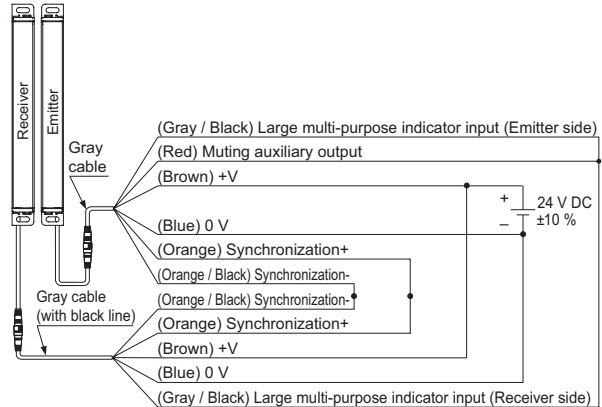 Receiver
Emitter
Gray
cable
(Gray / Black) Large multi-purpose indicator input (Emitter side)
(Red) Muting auxiliary output
(Brown) +V
+
24 V DC
±10 %
–
(Blue) 0 V
(Orange) Synchronization+
(Orange / Black) Synchronization-
Gray cable
(with black line)
(Orange / Black) Synchronization-
(Orange) Synchronization+
(Brown) +V
(Blue) 0 V
(Gray / Black) Large multi-purpose indicator input (Receiver side)